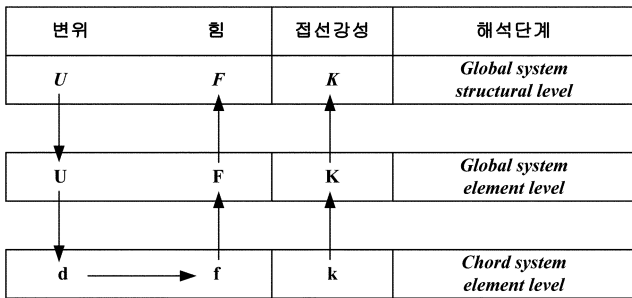 변위 힘 접선강성 해석단계
U F K Global system
structural level
U F K Global system
element level
d f k Chord system
element level